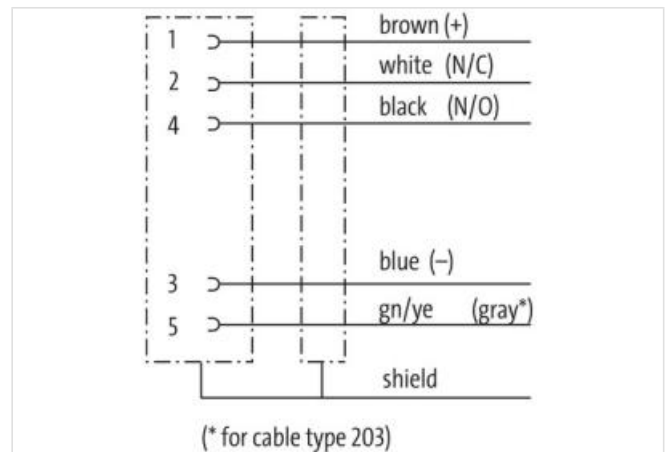 1 brown (+)
2 white (N/C)
4 black (N/O)
3 blue (–)
5 gn/ye (gray*)
shield
(* for cable type 203)